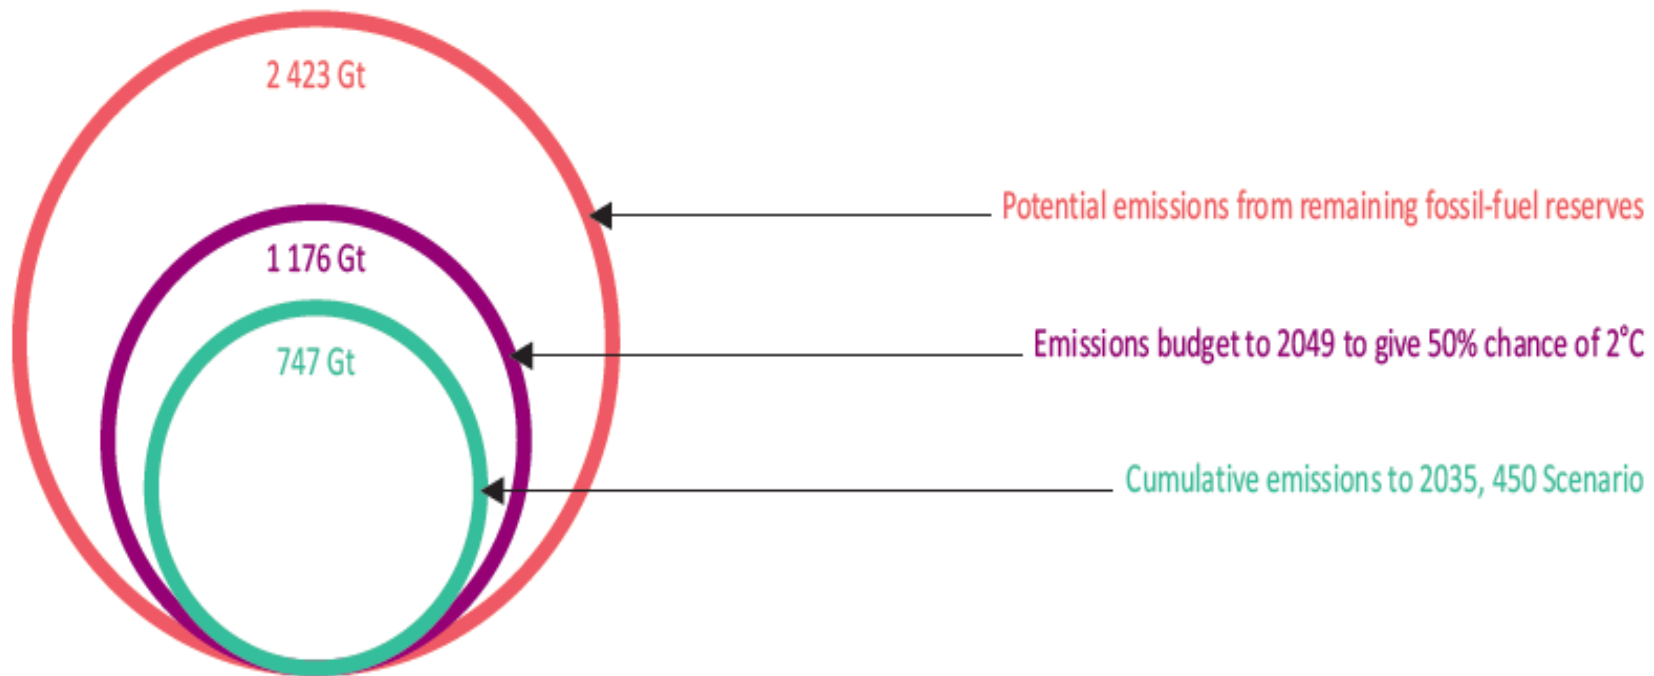 2 423 Gt
Potential emissions from remaining fossil-fuel reserves
1 176 Gt
Emissions budget to 2049 to give 50% chance of 2˚C
747 Gt
Cumulative emissions to 2035, 450 Scenario